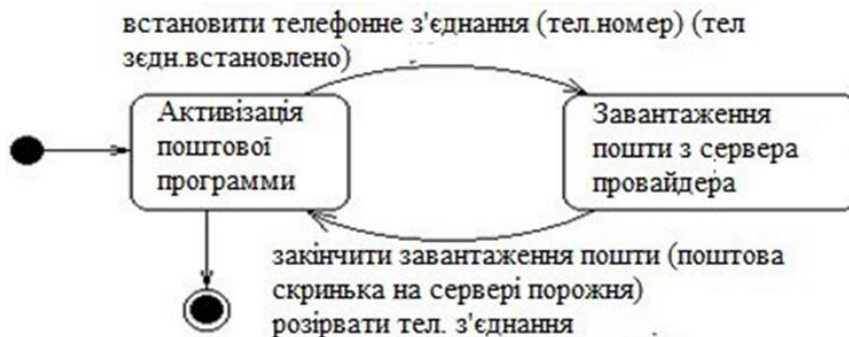 встановити телефонне з'єднання (тел.номер) (тел
зєдн.встановлено)
Активізація
поштової
программи
Завантаження
пошти з сервера
провайдера
закінчити завантаження пошти (поштова
скринька на сервері порожня)
розірвати тел. з'єднання